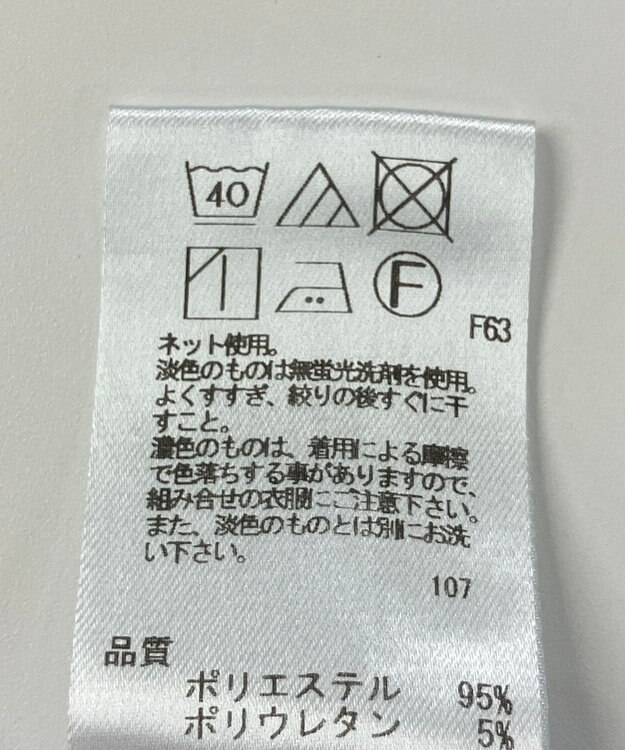 40
F
F63
ネット使用。
淡色のものは無蛍光洗剤を使用。
よくすすぎ、絞りの後すぐに干
すこと。
濃色のものは、着用による摩擦
で色落ちする事がありますので、
組み合せの衣服にご注意下さい。
また、淡色のものとは別にお洗
い下さい。
107
品質
ポリエステル 95%
ポリウレタン 5%